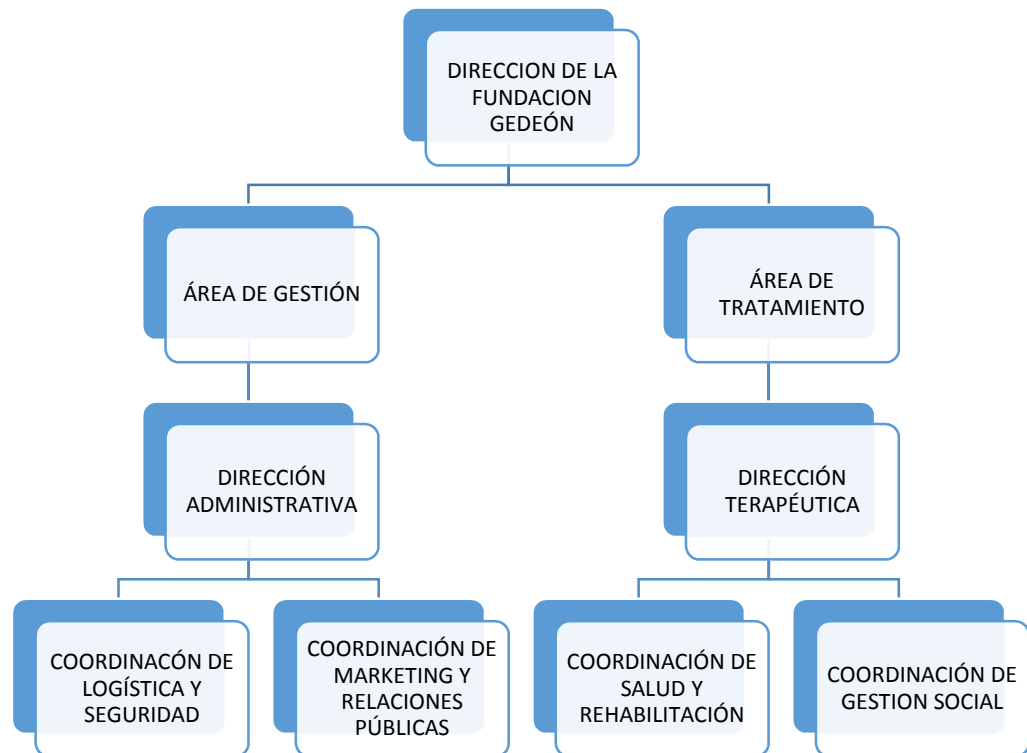 DIRECCION DE LA
FUNDACION
GEDEÓN
ÁREA DE GESTIÓN
ÁREA DE
TRATAMIENTO
DIRECCIÓN
ADMINISTRATIVA
DIRECCIÓN
TERAPÉUTICA
COORDINACÓN DE
LOGÍSTICA Y
SEGURIDAD
COORDINACIÓN DE
MARKETING Y
RELACIONES
PÚBLICAS
COORDINACIÓN DE
SALUD Y
REHABILITACIÓN
COORDINACIÓN DE
GESTION SOCIAL